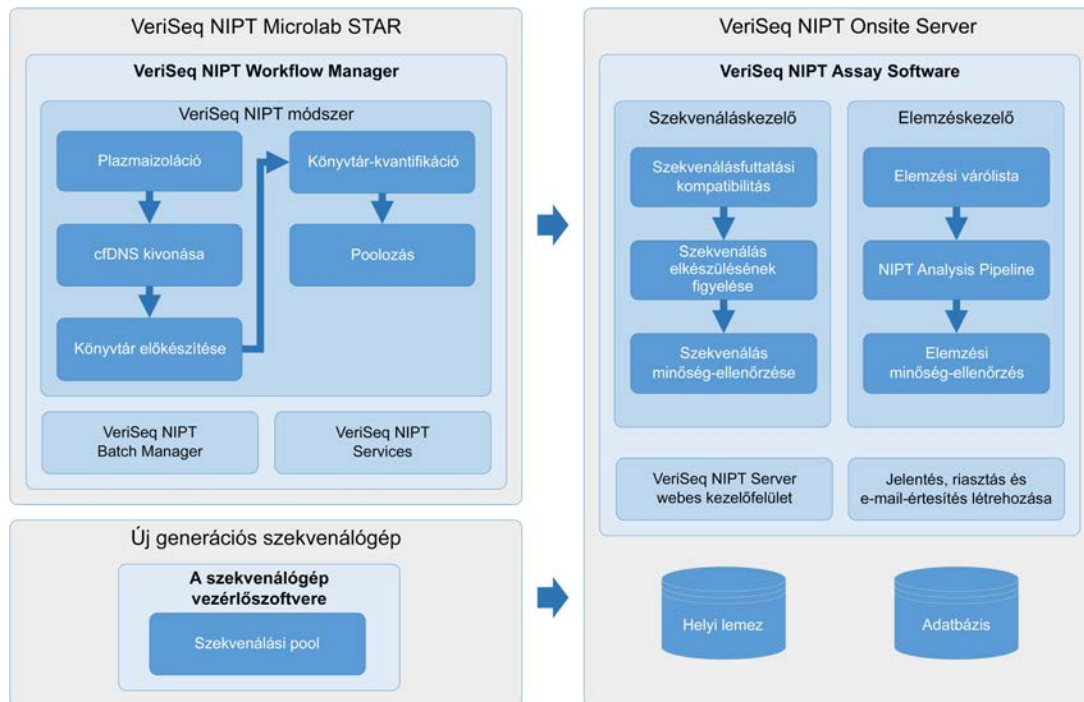 VeriSeq NIPT Microlab STAR
VeriSeq NIPT Workflow Manager
VeriSeq NIPT módszer
Plazmaizoláció
cfDNS kivonása
Könyvtár előkészítése
Könyvtár-kvantifikáció
Poolozás
VeriSeq NIPT
Batch Manager
VeriSeq NIPT
Services
Új generációs szekvenálógép
A szekvenálógép
vezérlőszoftvere
Szekvenálási pool
VeriSeq NIPT Onsite Server
VeriSeq NIPT Assay Software
Szekvenáláskezelő
Szekvenálásfuttatási
kompatibilitás
Szekvenálás
elkészülésének
figyelése
Szekvenálás
minőség-ellenőrzése
Elemzéskezelő
Elemzési várólista
NIPT Analysis Pipeline
Elemzési
minőség-ellenőrzés
VeriSeq NIPT Server
webes kezelőfelület
Jelentés, riasztás és
e-mail-értesítés létrehozása
Helyi lemez
Adatbázis